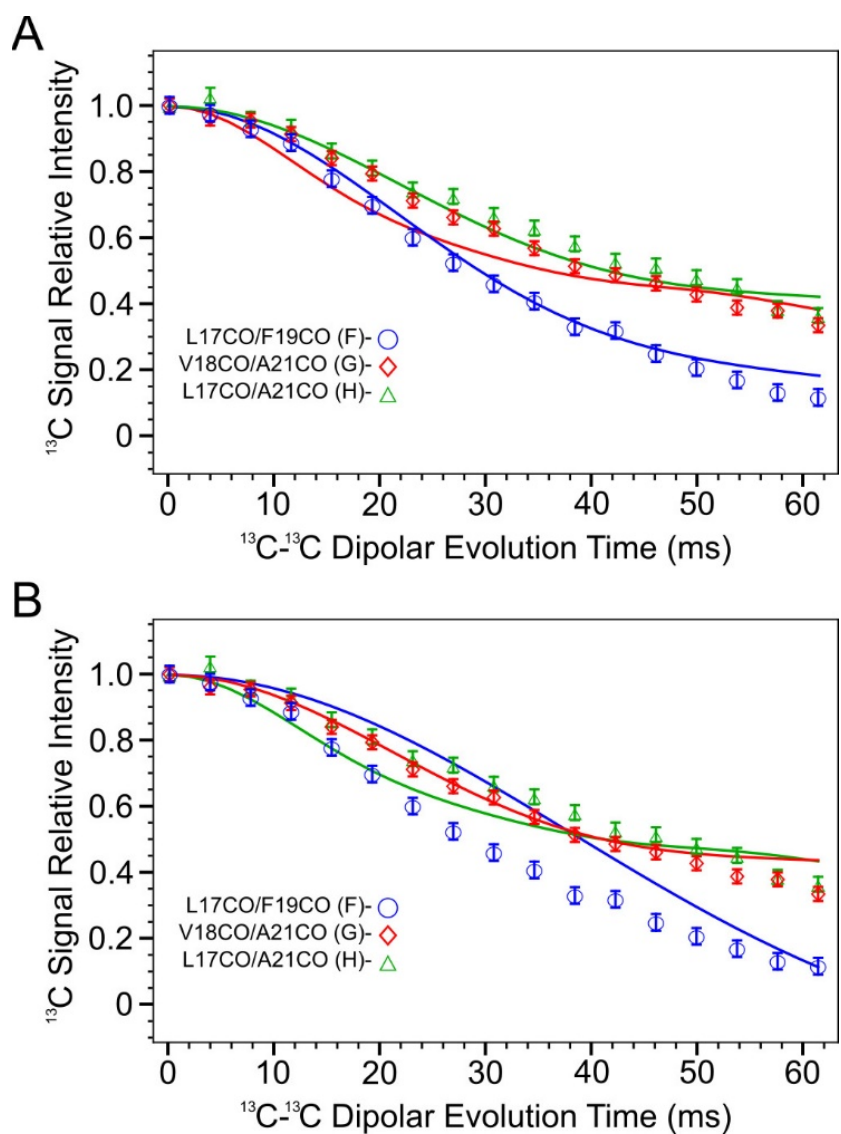 A
¹³C Signal Relative Intensity
1.0
0.8
0.6
0.4
0.2
0
L17CO/F19CO (F)-
V18CO/A21CO (G)-
L17CO/A21CO (H)-
0 10 20 30 40 50 60
¹³C-¹³C Dipolar Evolution Time (ms)
B
¹³C Signal Relative Intensity
1.0
0.8
0.6
0.4
0.2
0
L17CO/F19CO (F)-
V18CO/A21CO (G)-
L17CO/A21CO (H)-
0 10 20 30 40 50 60
¹³C-¹³C Dipolar Evolution Time (ms)